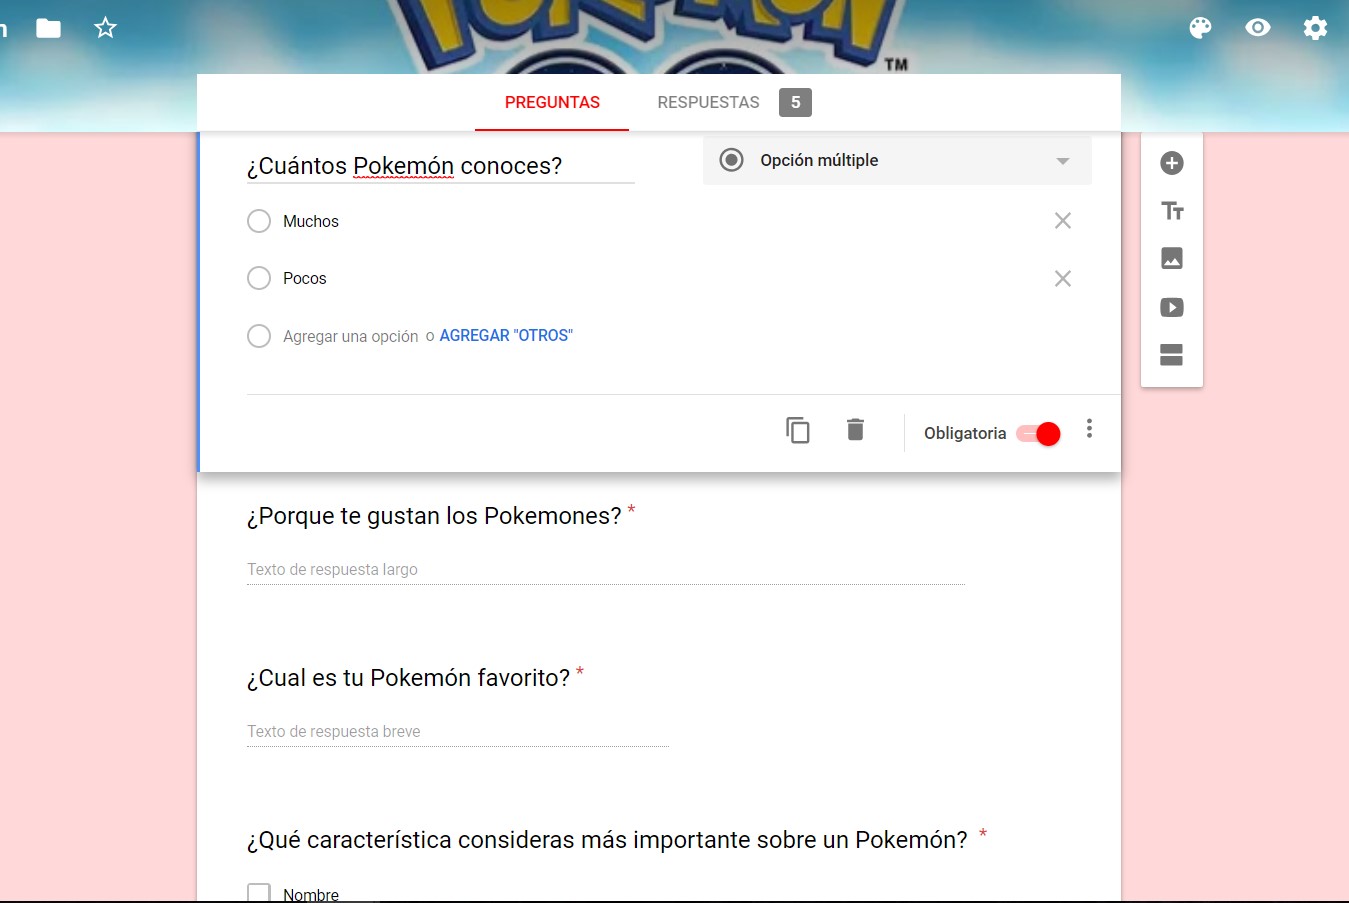 POKÉMON
TM
GO
PREGUNTAS
RESPUESTAS
5
¿Cuántos Pokemón conoces?
Opción múltiple
Muchos
Pocos
Agregar una opción o AGREGAR "OTROS"
Obligatoria
¿Porque te gustan los Pokemones? *
Texto de respuesta largo
¿Cual es tu Pokemón favorito? *
Texto de respuesta breve
¿Qué característica consideras más importante sobre un Pokemón? *
Nombre